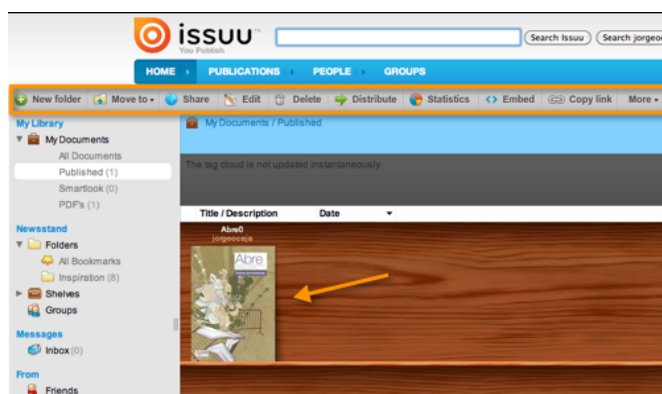 issuu™
You Publish
Search Issuu Search jorgeoc
HOME PUBLICATIONS PEOPLE GROUPS
New folder Move to Share Edit Delete Distribute Statistics Embed Copy link More
My Library
My Documents
All Documents
Published (1)
Smartlook (0)
PDF's (1)
Newsstand
Folders
All Bookmarks
Inspiration (8)
Shelves
Groups
Messages
Inbox (0)
From
Friends
My Documents / Published
The tag cloud is not updated instantaneously
Title / Description Date
Abre0
jorgeoceja
Abre